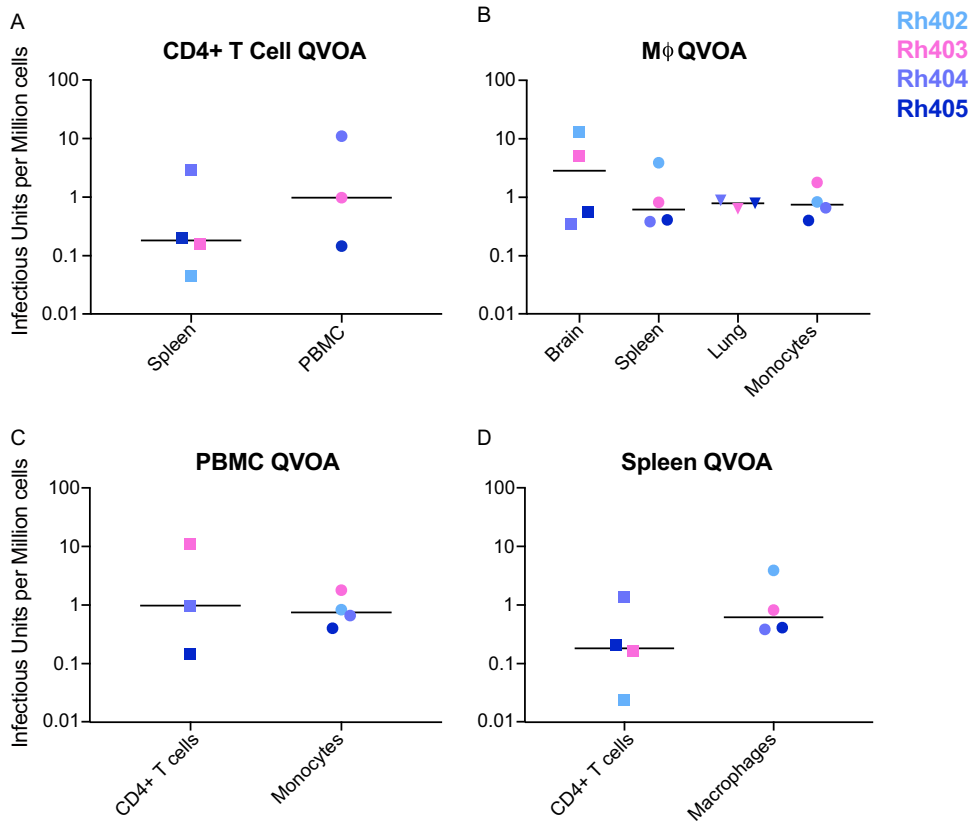 A
CD4+ T Cell QVOA
Infectious Units per Million cells
100
10
1
0.1
0.01
Spleen
PBMC
B
Mϕ QVOA
100
10
1
0.1
0.01
Brain
Spleen
Lung
Monocytes
Rh402
Rh403
Rh404
Rh405
C
PBMC QVOA
Infectious Units per Million cells
100
10
1
0.1
0.01
CD4+ T cells
Monocytes
D
Spleen QVOA
100
10
1
0.1
0.01
CD4+ T cells
Macrophages